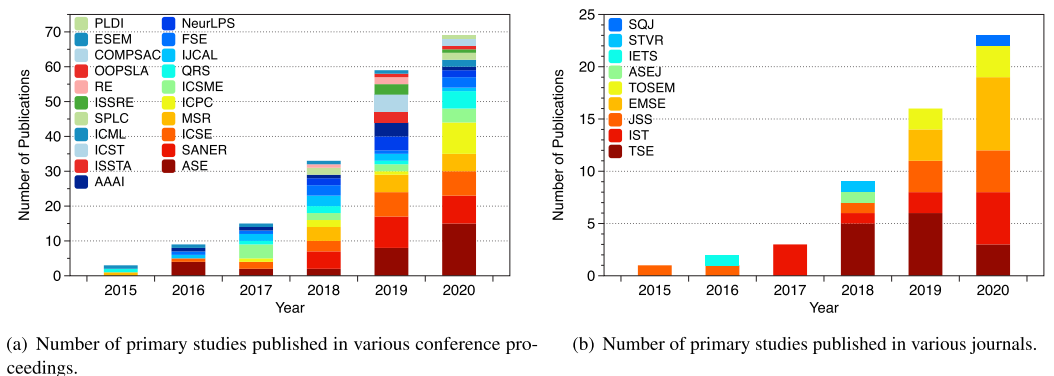 PLDI
ESEM
COMPSAC
OOPSLA
RE
ISSRE
SPLC
ICML
ICST
ISSTA
AAAI
NeurLPS
FSE
IJCAL
QRS
ICSME
ICPC
MSR
ICSE
SANER
ASE
Number of Publications
70
60
50
40
30
20
10
0
2015 2016 2017 2018 2019 2020
Year
(a) Number of primary studies published in various conference pro-
ceedings.
SQJ
STVR
IETS
ASEJ
TOSEM
EMSE
JSS
IST
TSE
Number of Publications
25
20
15
10
5
0
2015 2016 2017 2018 2019 2020
Year
(b) Number of primary studies published in various journals.